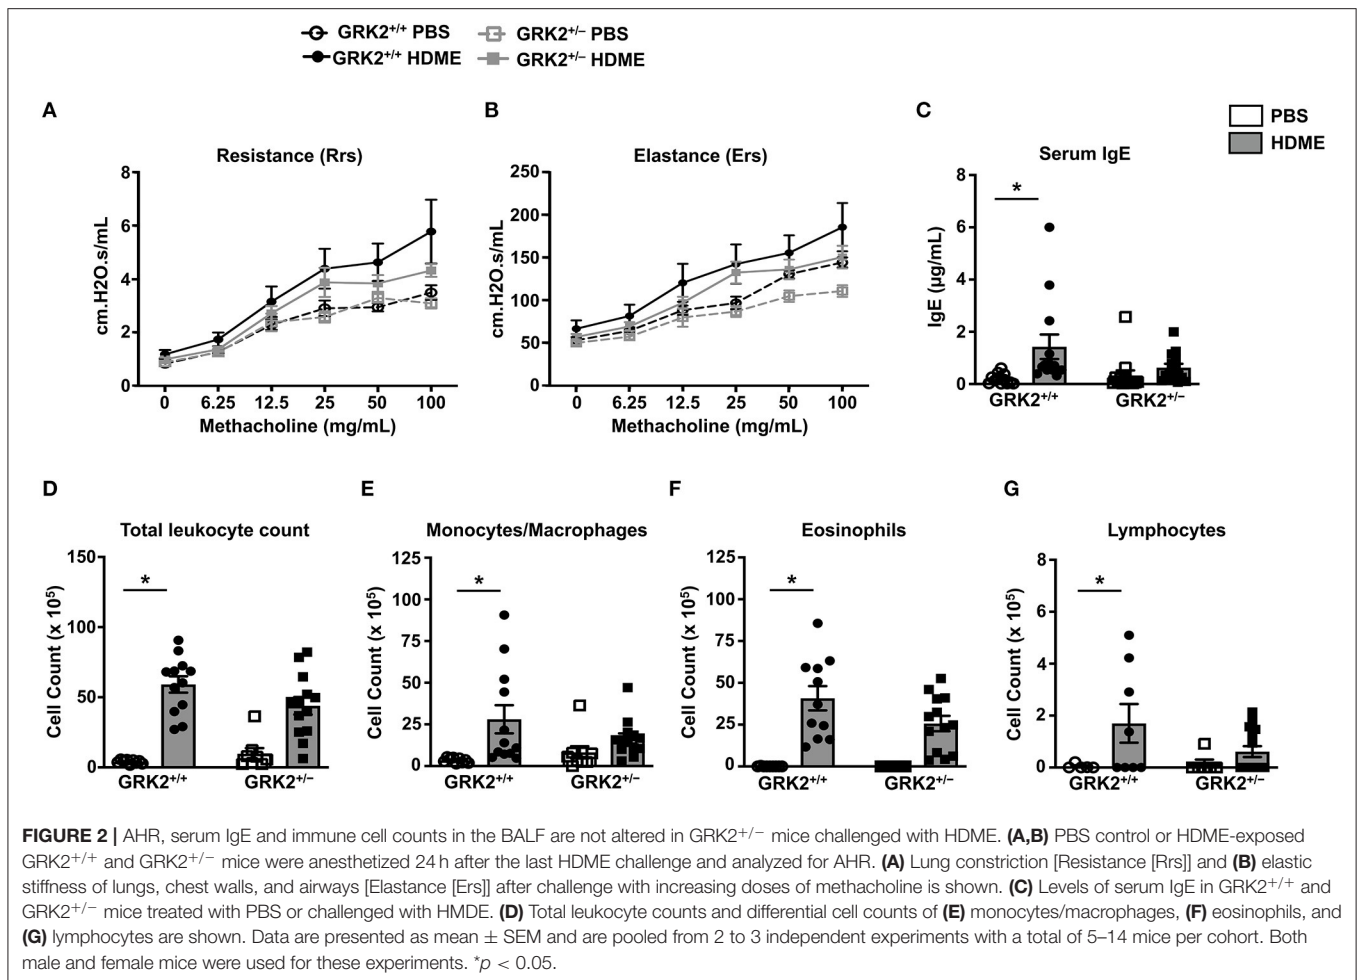 GRK2+/+ PBS
GRK2+/− PBS
GRK2+/+ HDME
GRK2+/− HDME
A
B
C
PBS
HDME
Resistance (Rrs)
8
6
4
2
0
cm.H2O.s/mL
0 6.25 12.5 25 50 100
Methacholine (mg/mL)
Elastance (Ers)
250
200
150
100
50
0
cm.H2O.s/mL
0 6.25 12.5 25 50 100
Methacholine (mg/mL)
Serum IgE
8
6
4
2
0
IgE (µg/mL)
*
GRK2+/+ GRK2+/-
D
E
F
G
Total leukocyte count
150
100
50
0
Cell Count (x 10⁵)
*
GRK2+/+ GRK2+/-
Monocytes/Macrophages
125
100
75
50
25
0
Cell Count (x 10⁵)
*
GRK2+/+ GRK2+/-
Eosinophils
125
100
75
50
25
0
Cell Count (x 10⁵)
*
GRK2+/+ GRK2+/-
Lymphocytes
8
6
4
2
0
Cell Count (x 10⁵)
*
GRK2+/+ GRK2+/-
FIGURE 2 | AHR, serum IgE and immune cell counts in the BALF are not altered in GRK2+/− mice challenged with HDME. (A,B) PBS control or HDME-exposed
GRK2+/+ and GRK2+/− mice were anesthetized 24 h after the last HDME challenge and analyzed for AHR. (A) Lung constriction [Resistance [Rrs]] and (B) elastic
stiffness of lungs, chest walls, and airways [Elastance [Ers]] after challenge with increasing doses of methacholine is shown. (C) Levels of serum IgE in GRK2+/+ and
GRK2+/− mice treated with PBS or challenged with HMDE. (D) Total leukocyte counts and differential cell counts of (E) monocytes/macrophages, (F) eosinophils, and
(G) lymphocytes are shown. Data are presented as mean ± SEM and are pooled from 2 to 3 independent experiments with a total of 5–14 mice per cohort. Both
male and female mice were used for these experiments. *p < 0.05.